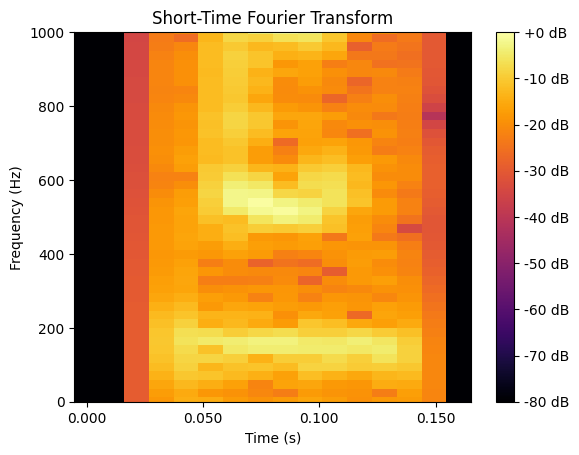 Short-Time Fourier Transform
1000
800
600
400
200
0
Frequency (Hz)
0.000
0.050
0.100
0.150
Time (s)
+0 dB
-10 dB
-20 dB
-30 dB
-40 dB
-50 dB
-60 dB
-70 dB
-80 dB